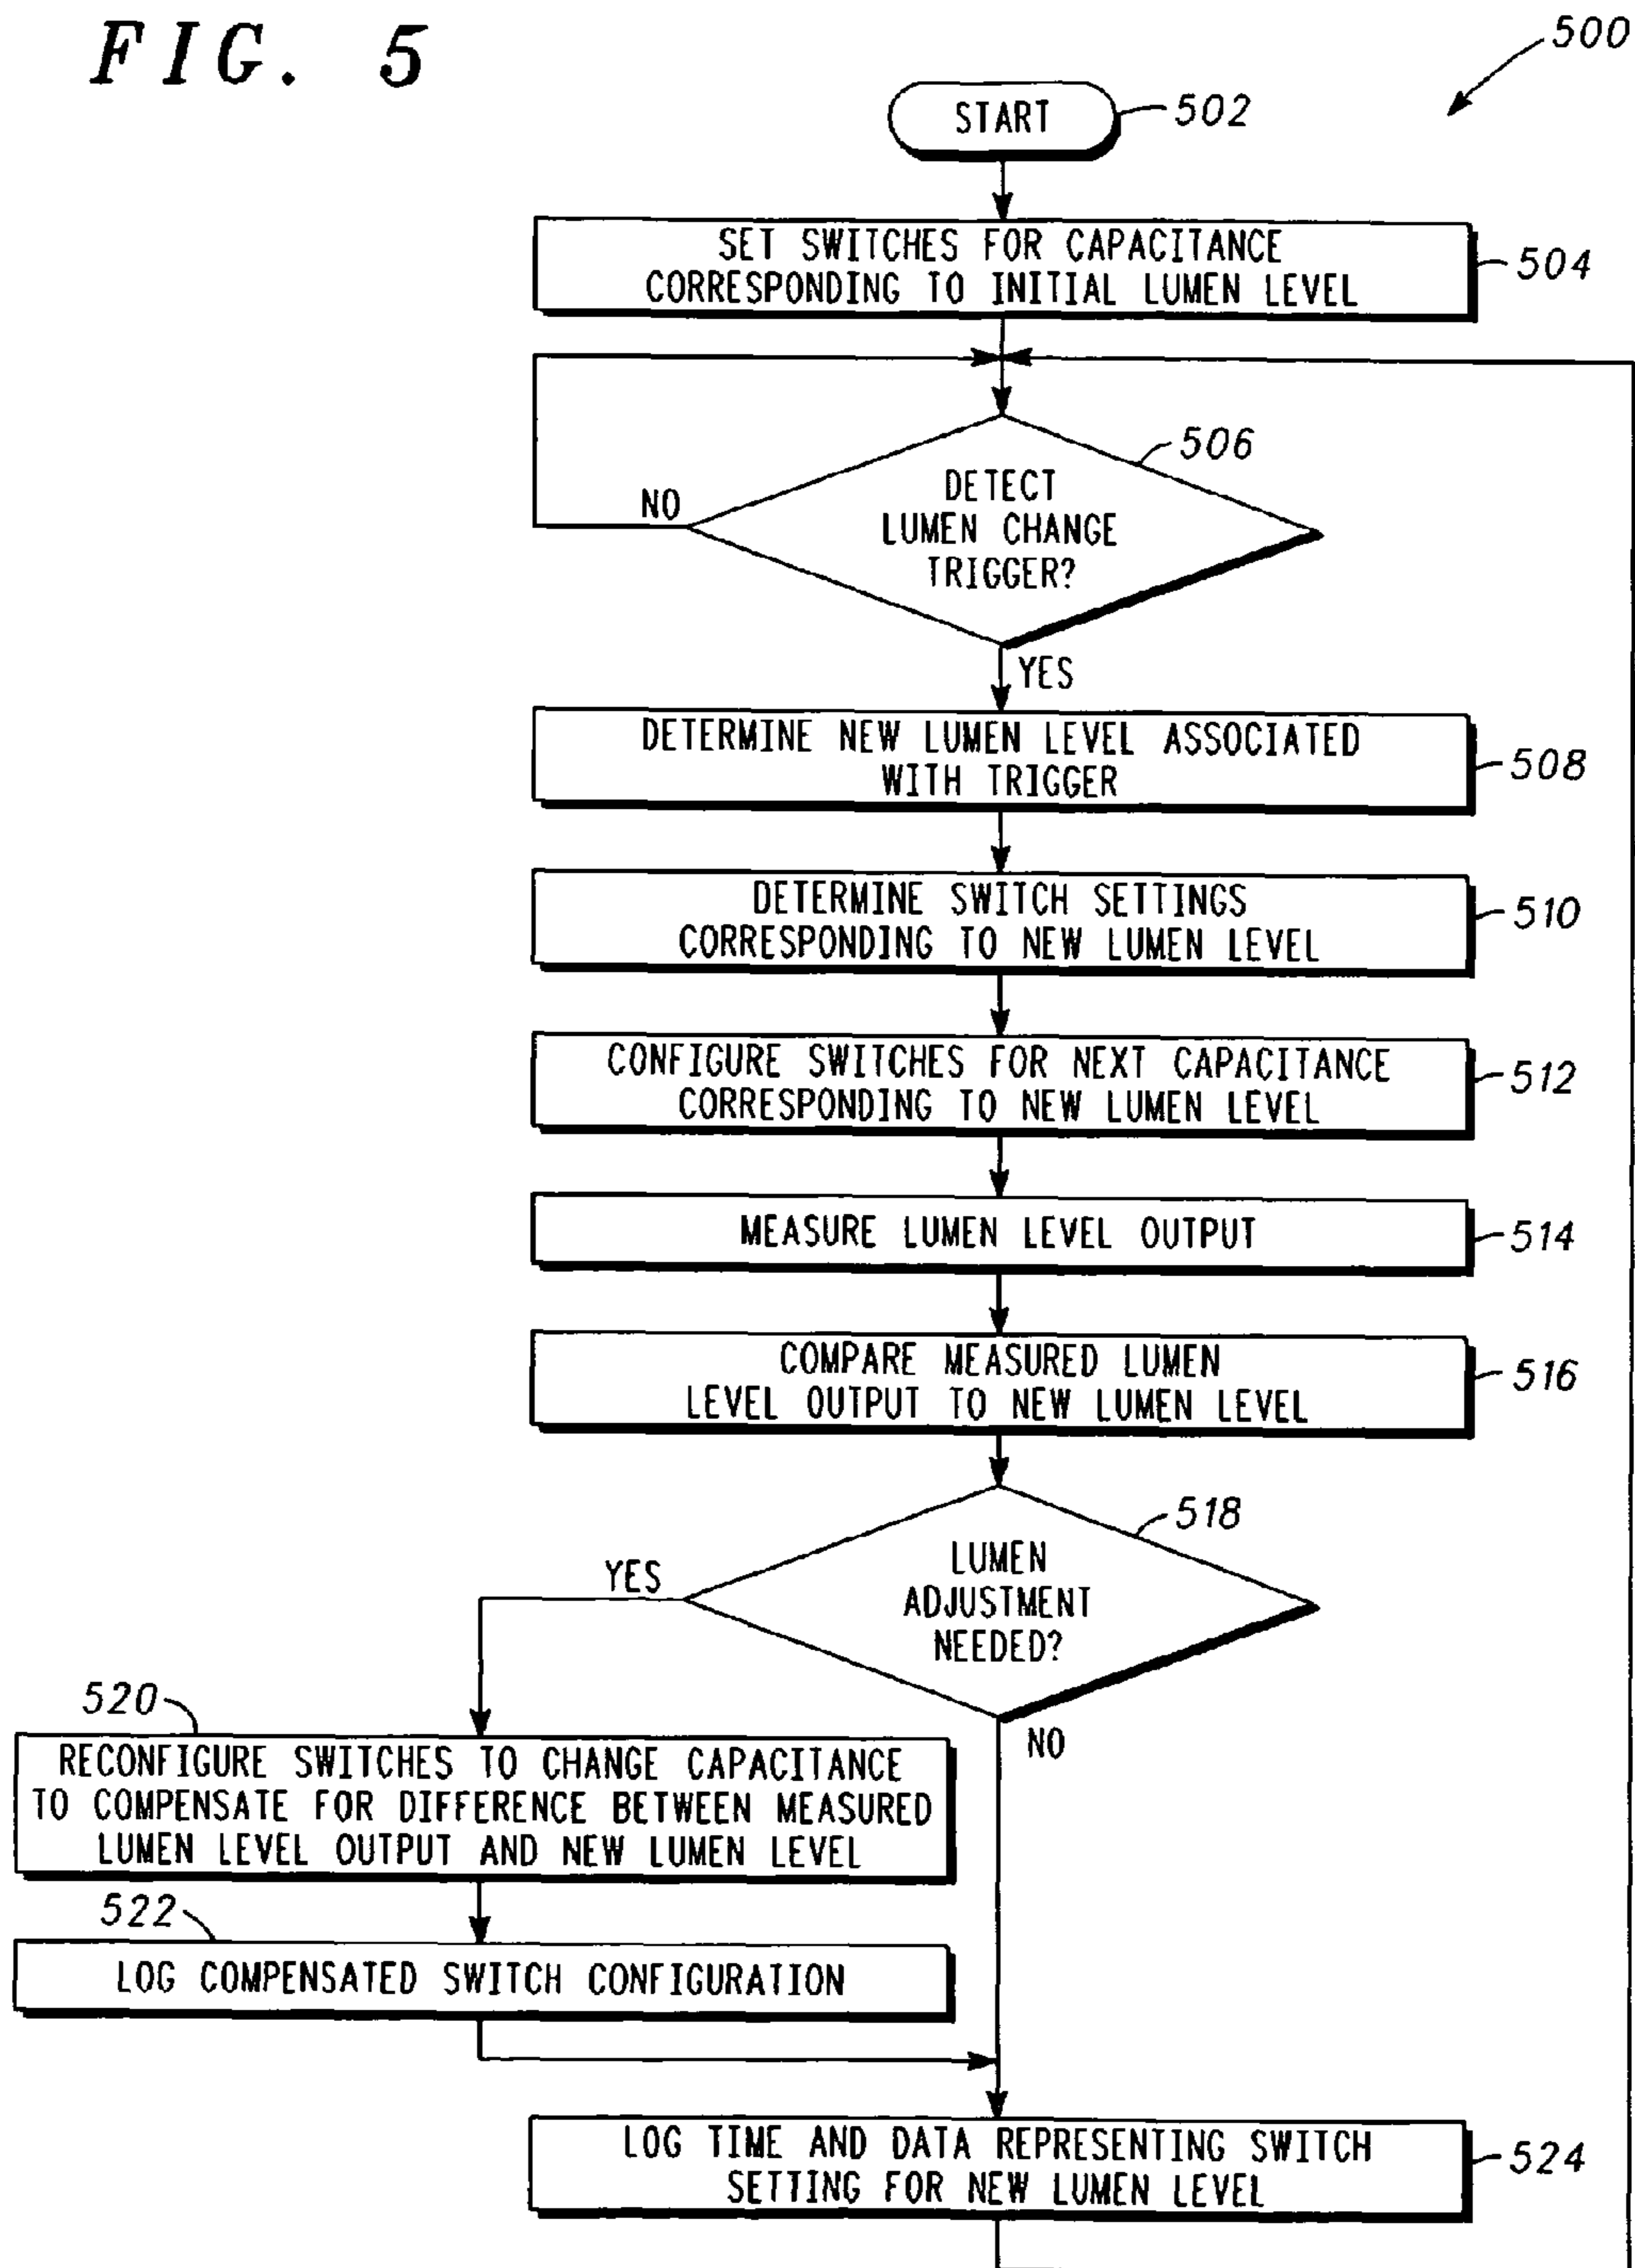 FIG. 5
500
START
502
SET SWITCHES FOR CAPACITANCE
CORRESPONDING TO INITIAL LUMEN LEVEL
504
506
DETECT
LUMEN CHANGE
TRIGGER?
NO
YES
DETERMINE NEW LUMEN LEVEL ASSOCIATED
WITH TRIGGER
508
DETERMINE SWITCH SETTINGS
CORRESPONDING TO NEW LUMEN LEVEL
510
CONFIGURE SWITCHES FOR NEXT CAPACITANCE
CORRESPONDING TO NEW LUMEN LEVEL
512
MEASURE LUMEN LEVEL OUTPUT
514
COMPARE MEASURED LUMEN
LEVEL OUTPUT TO NEW LUMEN LEVEL
516
518
LUMEN
ADJUSTMENT
NEEDED?
YES
NO
520
RECONFIGURE SWITCHES TO CHANGE CAPACITANCE
TO COMPENSATE FOR DIFFERENCE BETWEEN MEASURED
LUMEN LEVEL OUTPUT AND NEW LUMEN LEVEL
522
LOG COMPENSATED SWITCH CONFIGURATION
LOG TIME AND DATA REPRESENTING SWITCH
SETTING FOR NEW LUMEN LEVEL
524